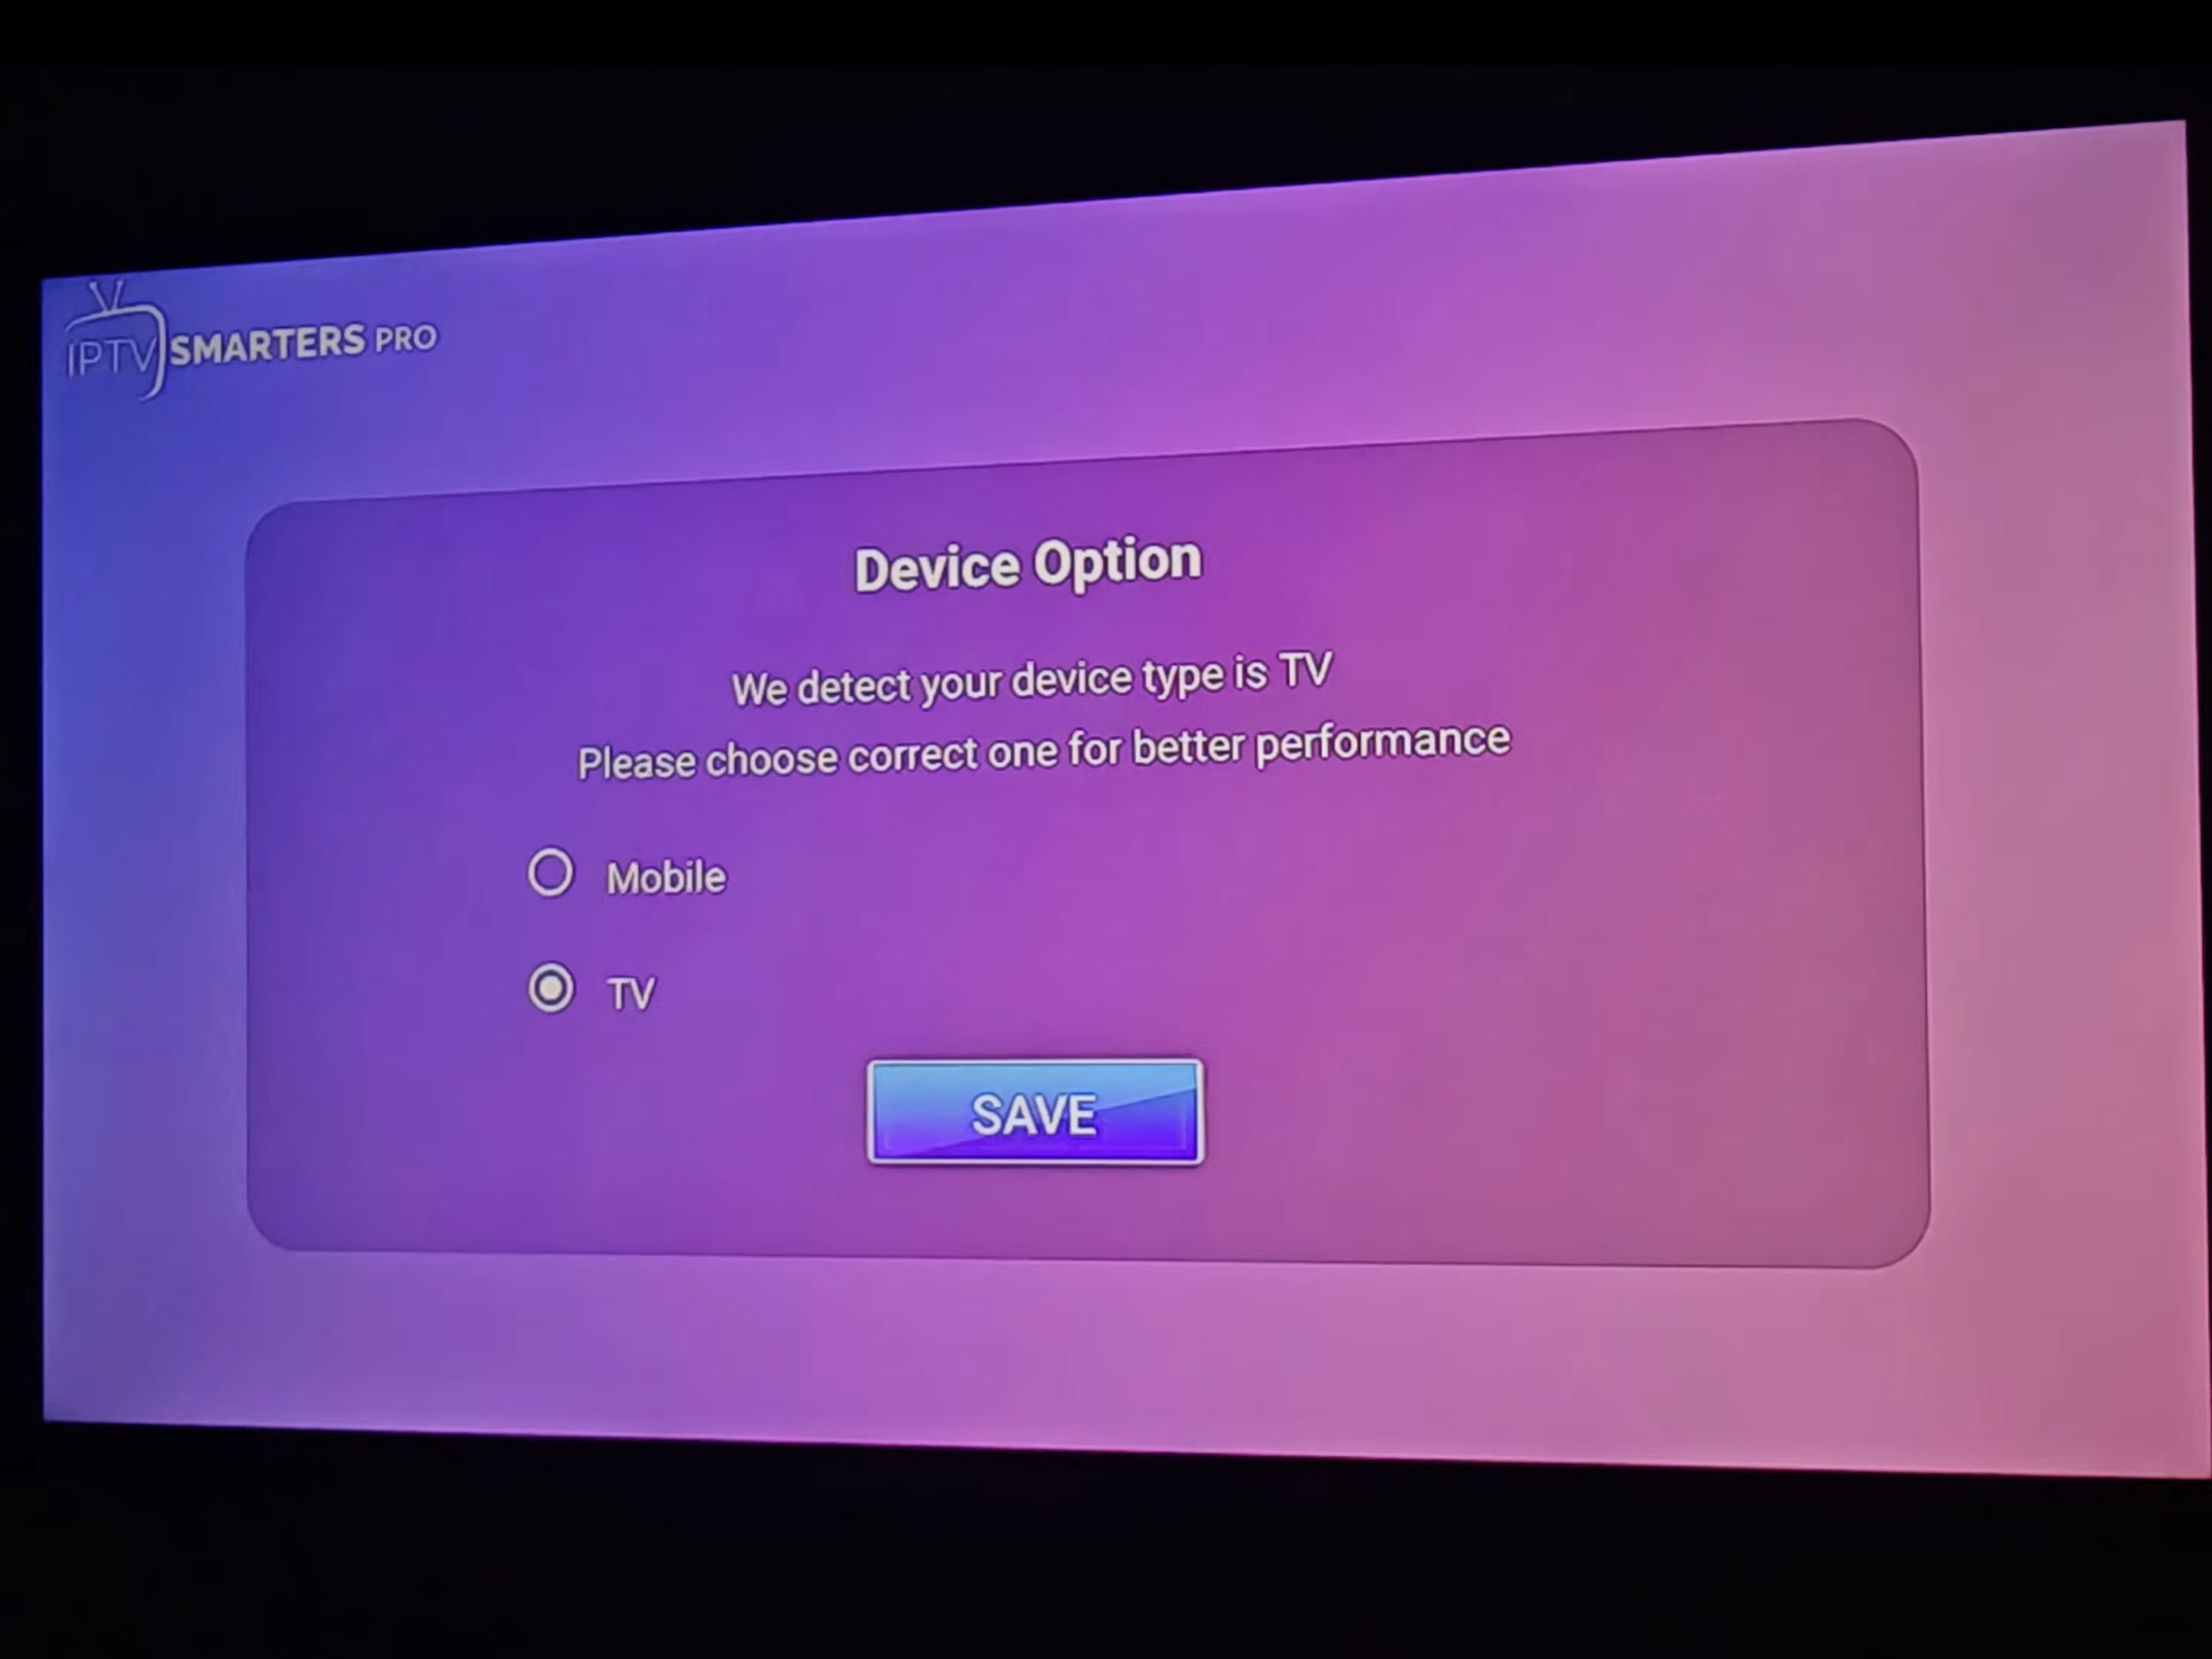 IPTV SMARTERS PRO
Device Option
We detect your device type is TV
Please choose correct one for better performance
Mobile
TV
SAVE